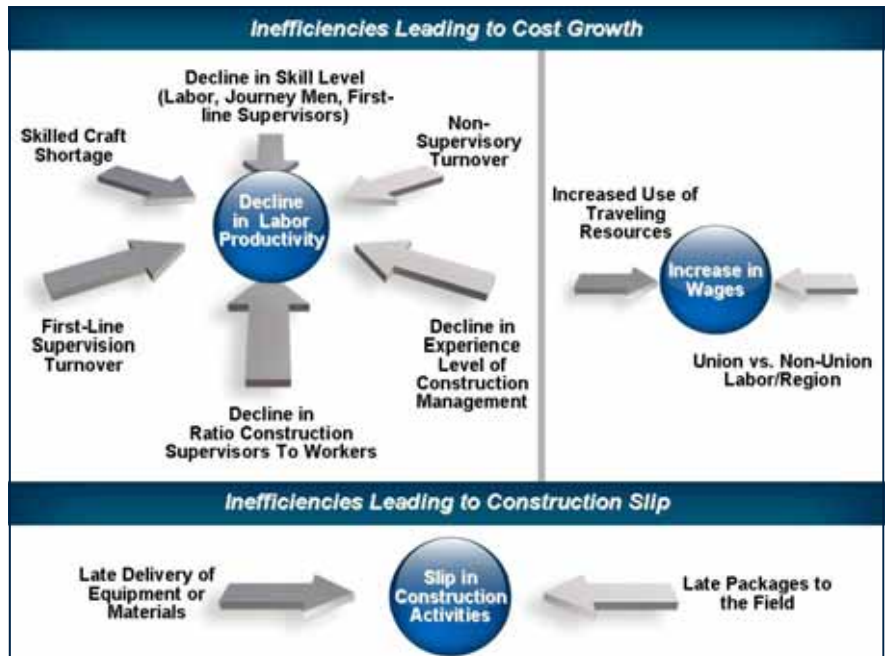 Inefficiencies Leading to Cost Growth
Decline in Skill Level
(Labor, Journey Men, First-
line Supervisors)
Skilled Craft
Shortage
Non-
Supervisory
Turnover
Decline
in Labor
Productivity
First-Line
Supervision
Turnover
Decline in
Experience
Level of
Construction
Management
Decline in
Ratio Construction
Supervisors To Workers
Increased Use of
Traveling
Resources
Increase in
Wages
Union vs. Non-Union
Labor/Region
Inefficiencies Leading to Construction Slip
Late Delivery of
Equipment or
Materials
Slip in
Construction
Activities
Late Packages to
the Field